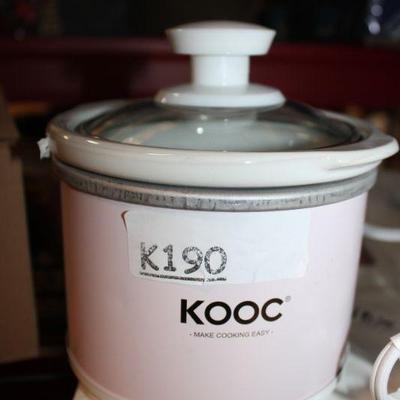 K190
KOOC®
- MAKE COOKING EASY -